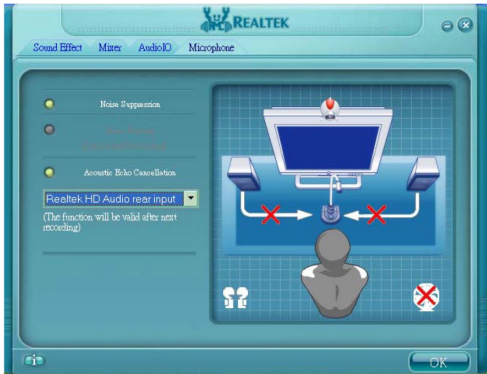 REALTEK
Sound Effect Mixer AudioIO Microphone
Noise Suppression
Acoustic Echo Cancellation
Realtek HD Audio rear input
(The function will be valid after next
recording)
OK